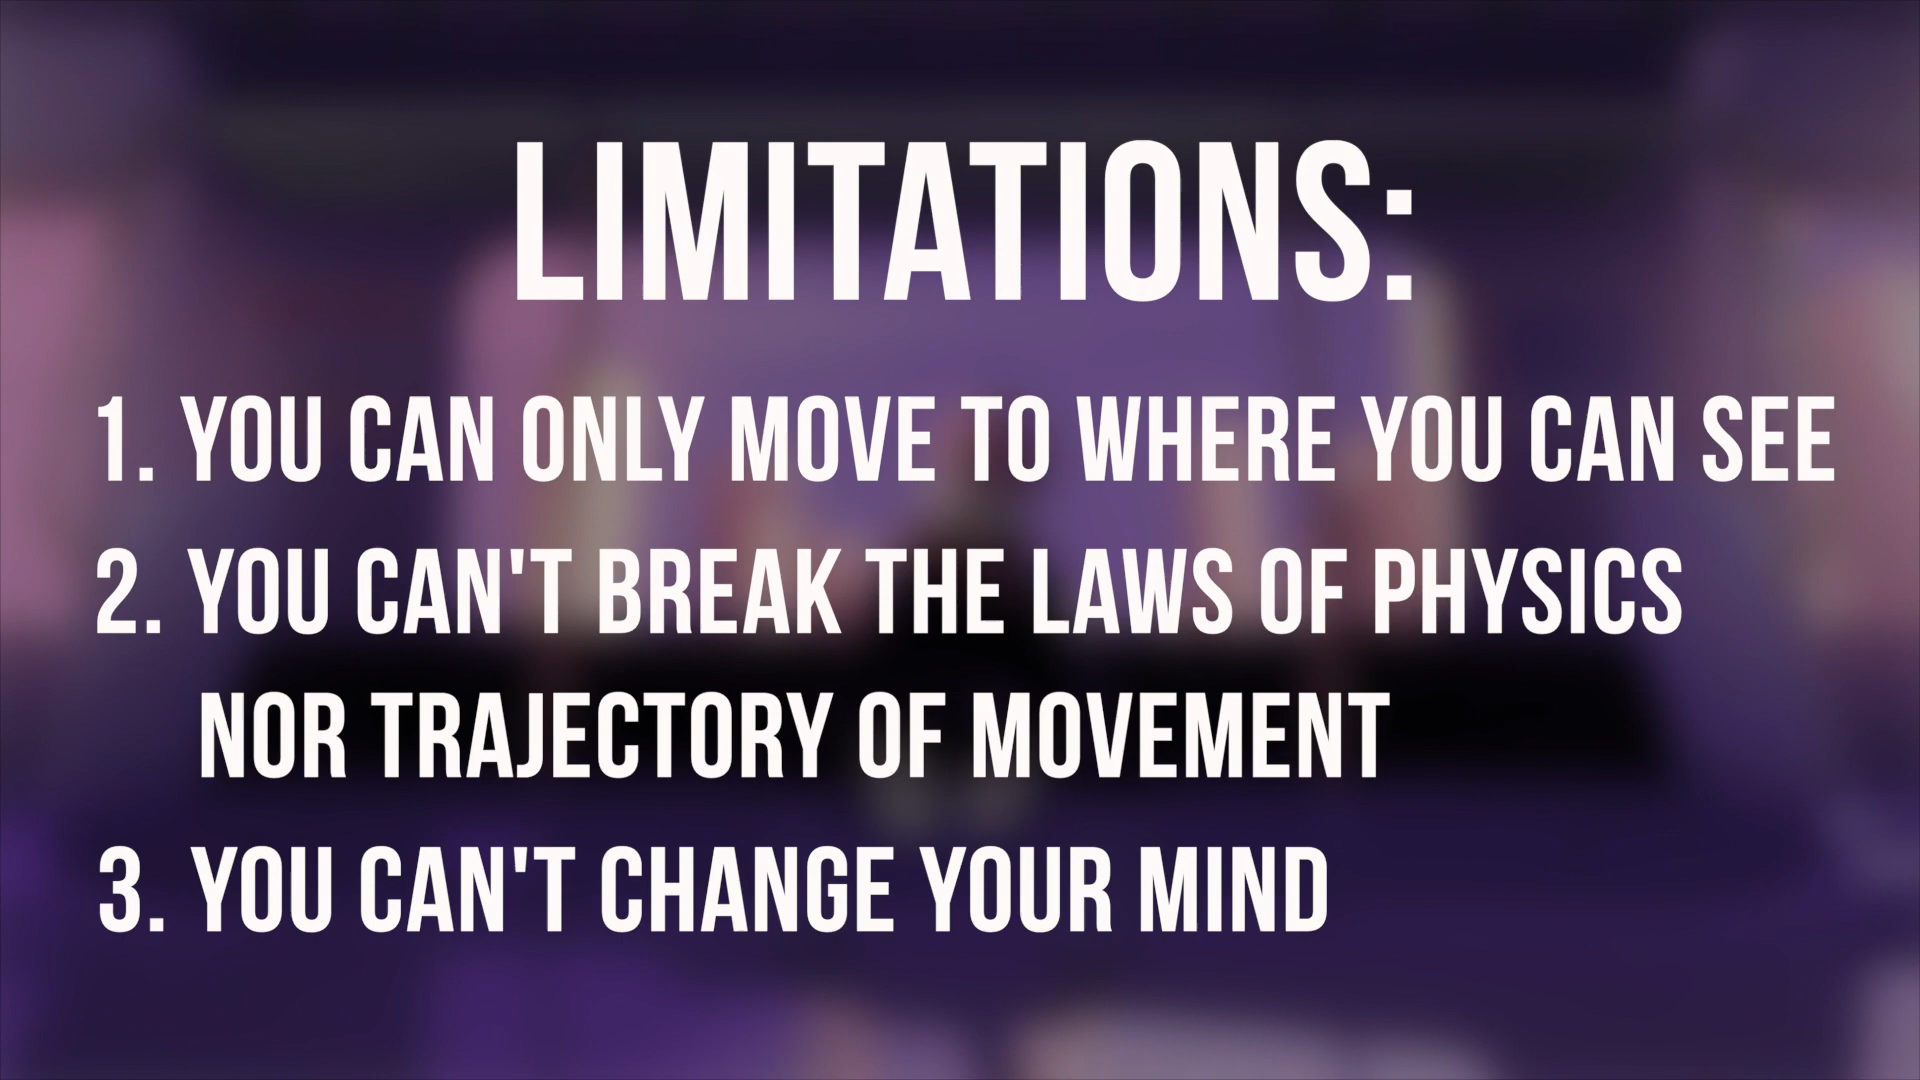 LIMITATIONS:
1. YOU CAN ONLY MOVE TO WHERE YOU CAN SEE
2. YOU CAN'T BREAK THE LAWS OF PHYSICS
NOR TRAJECTORY OF MOVEMENT
3. YOU CAN'T CHANGE YOUR MIND